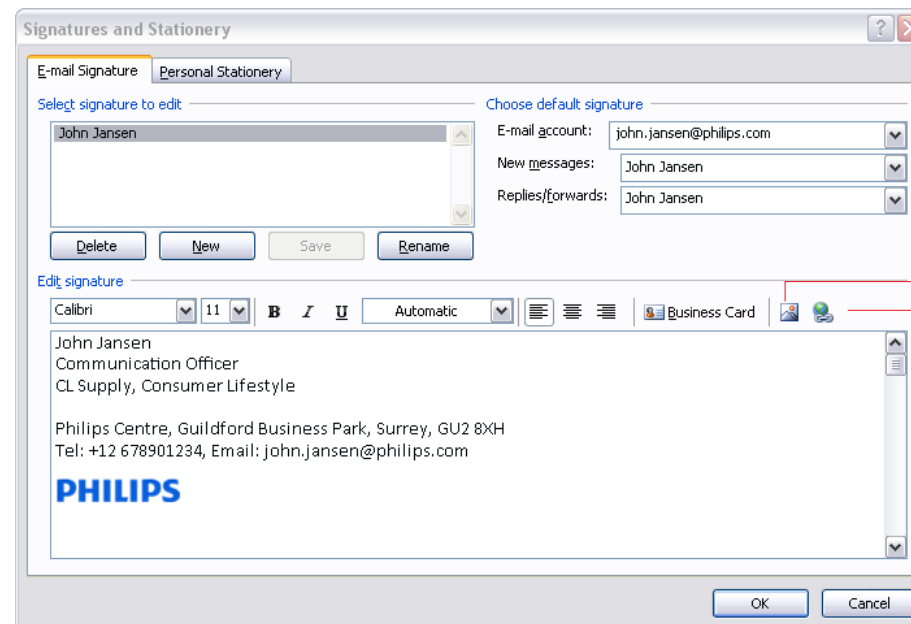 Signatures and Stationery
?
E-mail Signature
Personal Stationery
Select signature to edit
Choose default signature
John Jansen
E-mail account:
john.jansen@philips.com
New messages:
John Jansen
Replies/forwards:
John Jansen
Delete
New
Save
Rename
Edit signature
Calibri
11
B
I
U
Automatic
Business Card
John Jansen
Communication Officer
CL Supply, Consumer Lifestyle
Philips Centre, Guildford Business Park, Surrey, GU2 8XH
Tel: +12 678901234, Email: john.jansen@philips.com
PHILIPS
OK
Cancel